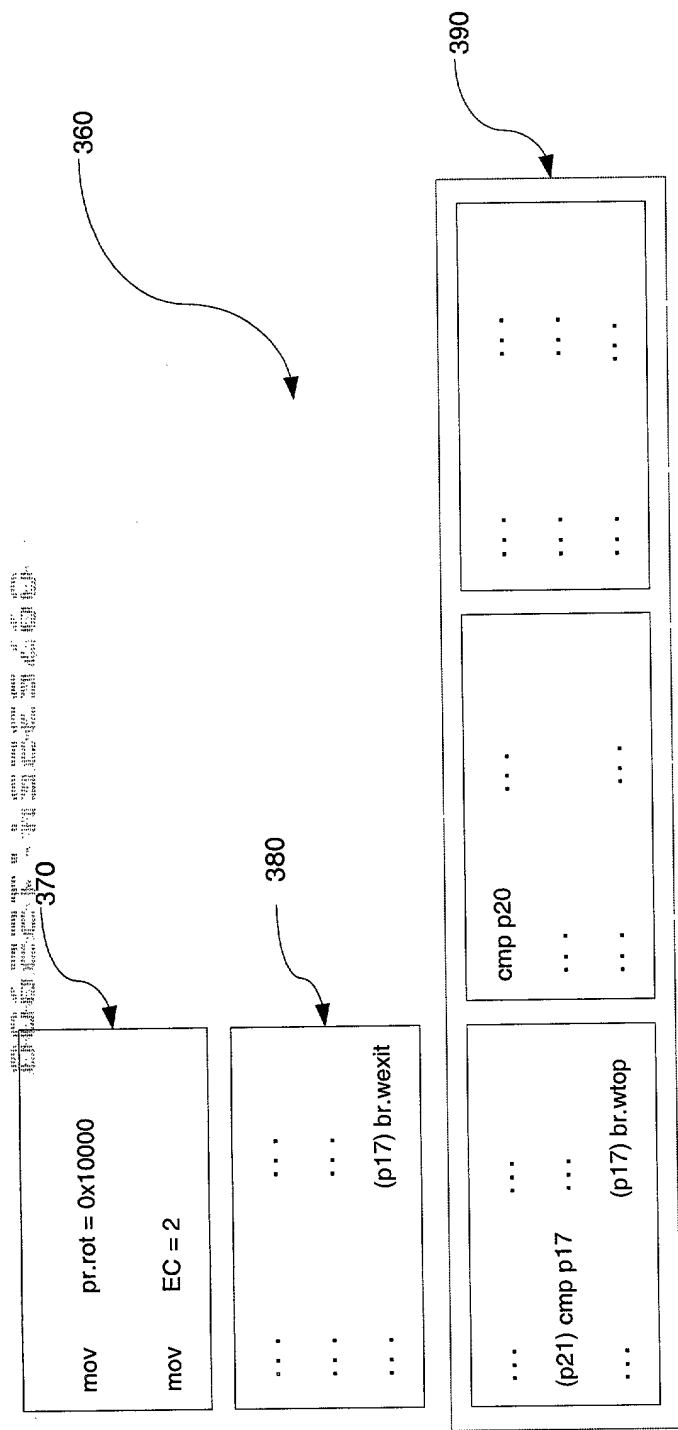 370
mov pr.rot = 0x10000
mov EC = 2
360
380
... ...
... ...
... (p17) br.wexit
390
... ...
(p21) cmp p17 ...
... (p17) br.wtop
cmp p20 ...
...
... ...
... ...
... ...
... ...